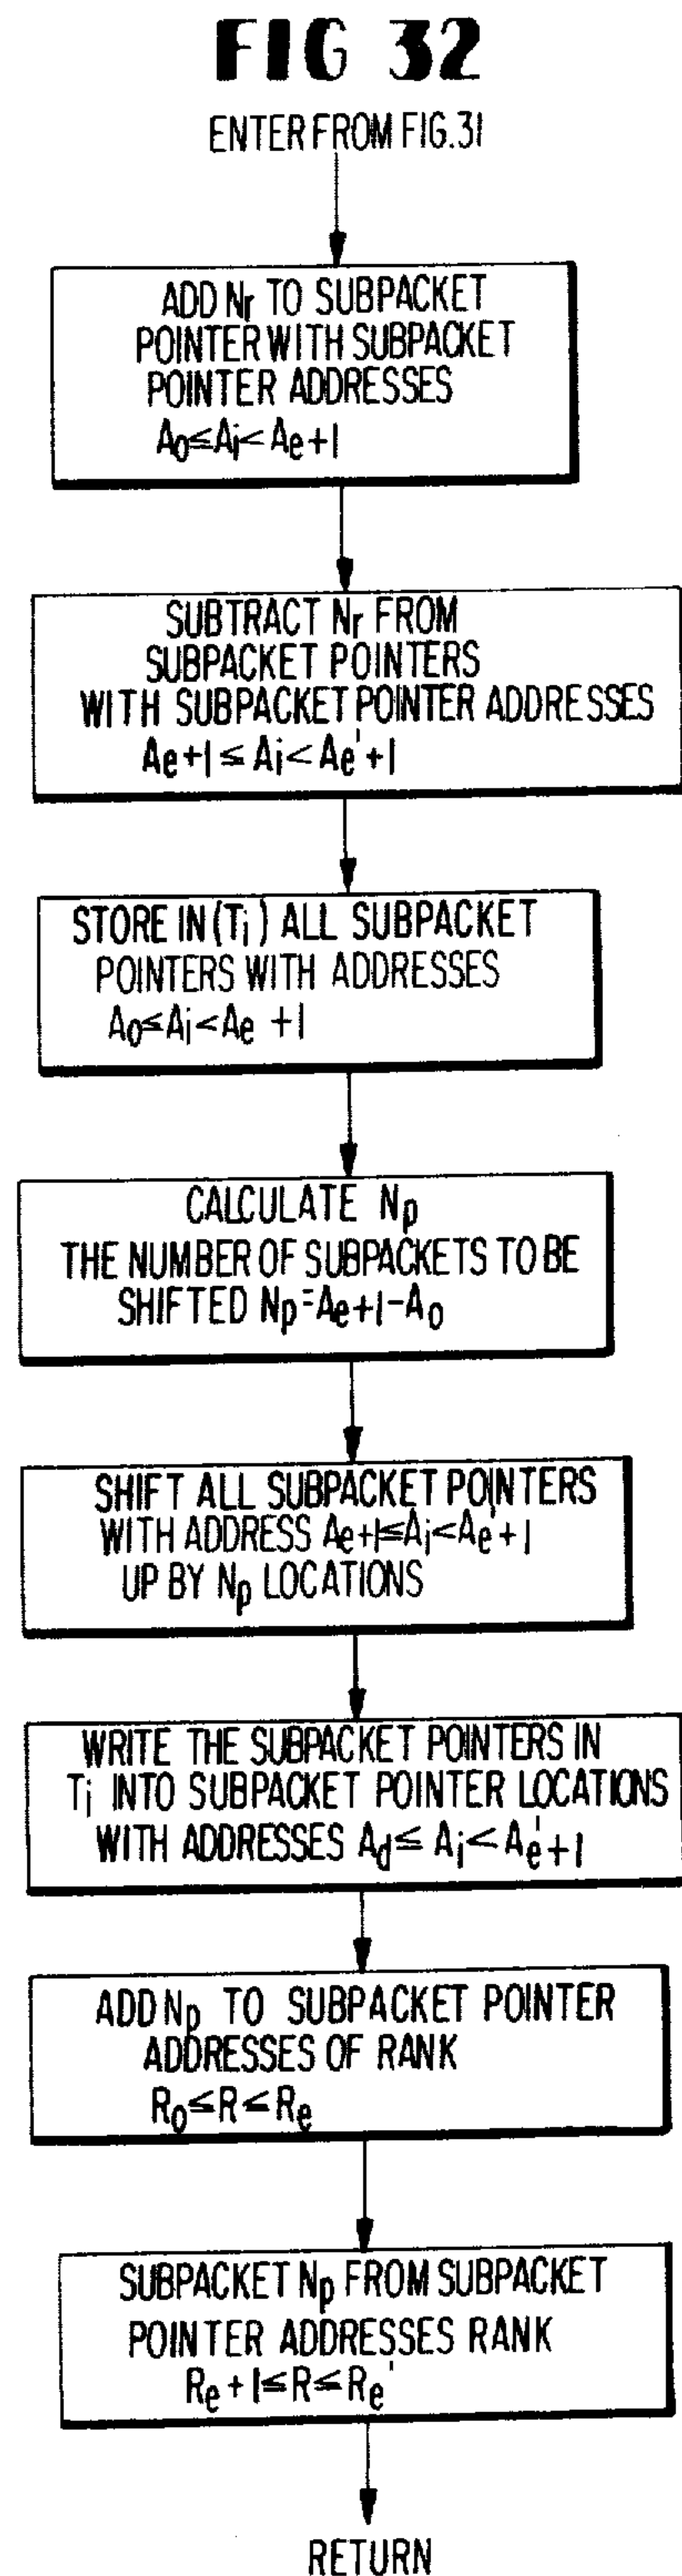 FIG 32
ENTER FROM FIG.31
ADD Nr TO SUBPACKET
POINTER WITH SUBPACKET
POINTER ADDRESSES
Ao≤Ai<Ae+1
SUBTRACT Nr FROM
SUBPACKET POINTERS
WITH SUBPACKET POINTER ADDRESSES
Ae+1≤Ai<Ae'+1
STORE IN (Ti) ALL SUBPACKET
POINTERS WITH ADDRESSES
Ao≤Ai<Ae +1
CALCULATE Np
THE NUMBER OF SUBPACKETS TO BE
SHIFTED Np=Ae+1-Ao
SHIFT ALL SUBPACKET POINTERS
WITH ADDRESS Ae+1≤Ai<Ae'+1
UP BY Np LOCATIONS
WRITE THE SUBPACKET POINTERS IN
Ti INTO SUBPACKET POINTER LOCATIONS
WITH ADDRESSES Ad≤Ai<Ae'+1
ADD Np TO SUBPACKET POINTER
ADDRESSES OF RANK
Ro≤R≤Re
SUBPACKET Np FROM SUBPACKET
POINTER ADDRESSES RANK
Re+1≤R≤Re'
RETURN